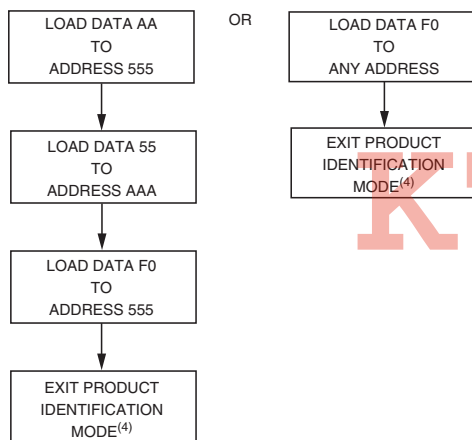 LOAD DATA AA
TO
ADDRESS 555
LOAD DATA 55
TO
ADDRESS AAA
LOAD DATA F0
TO
ADDRESS 555
EXIT PRODUCT
IDENTIFICATION
MODE(4)
OR
LOAD DATA F0
TO
ANY ADDRESS
EXIT PRODUCT
IDENTIFICATION
MODE(4)